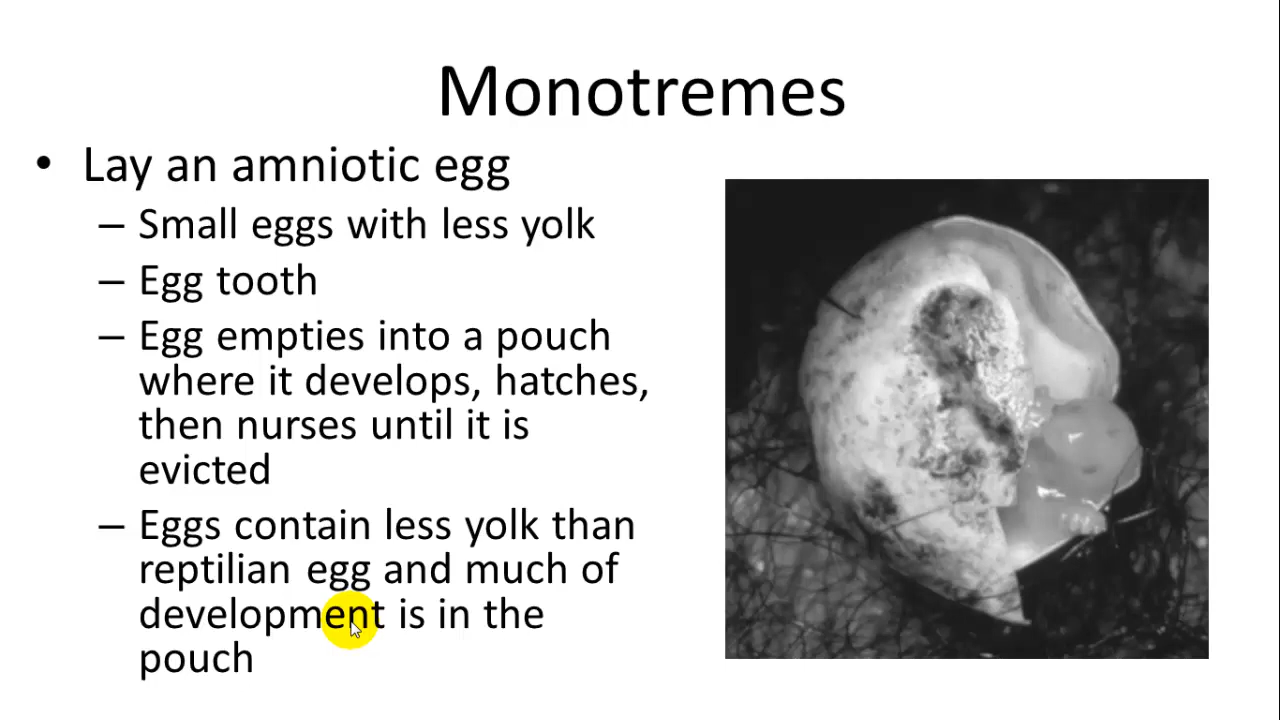 Monotremes
• Lay an amniotic egg
– Small eggs with less yolk
– Egg tooth
– Egg empties into a pouch
where it develops, hatches,
then nurses until it is
evicted
– Eggs contain less yolk than
reptilian egg and much of
development is in the
pouch